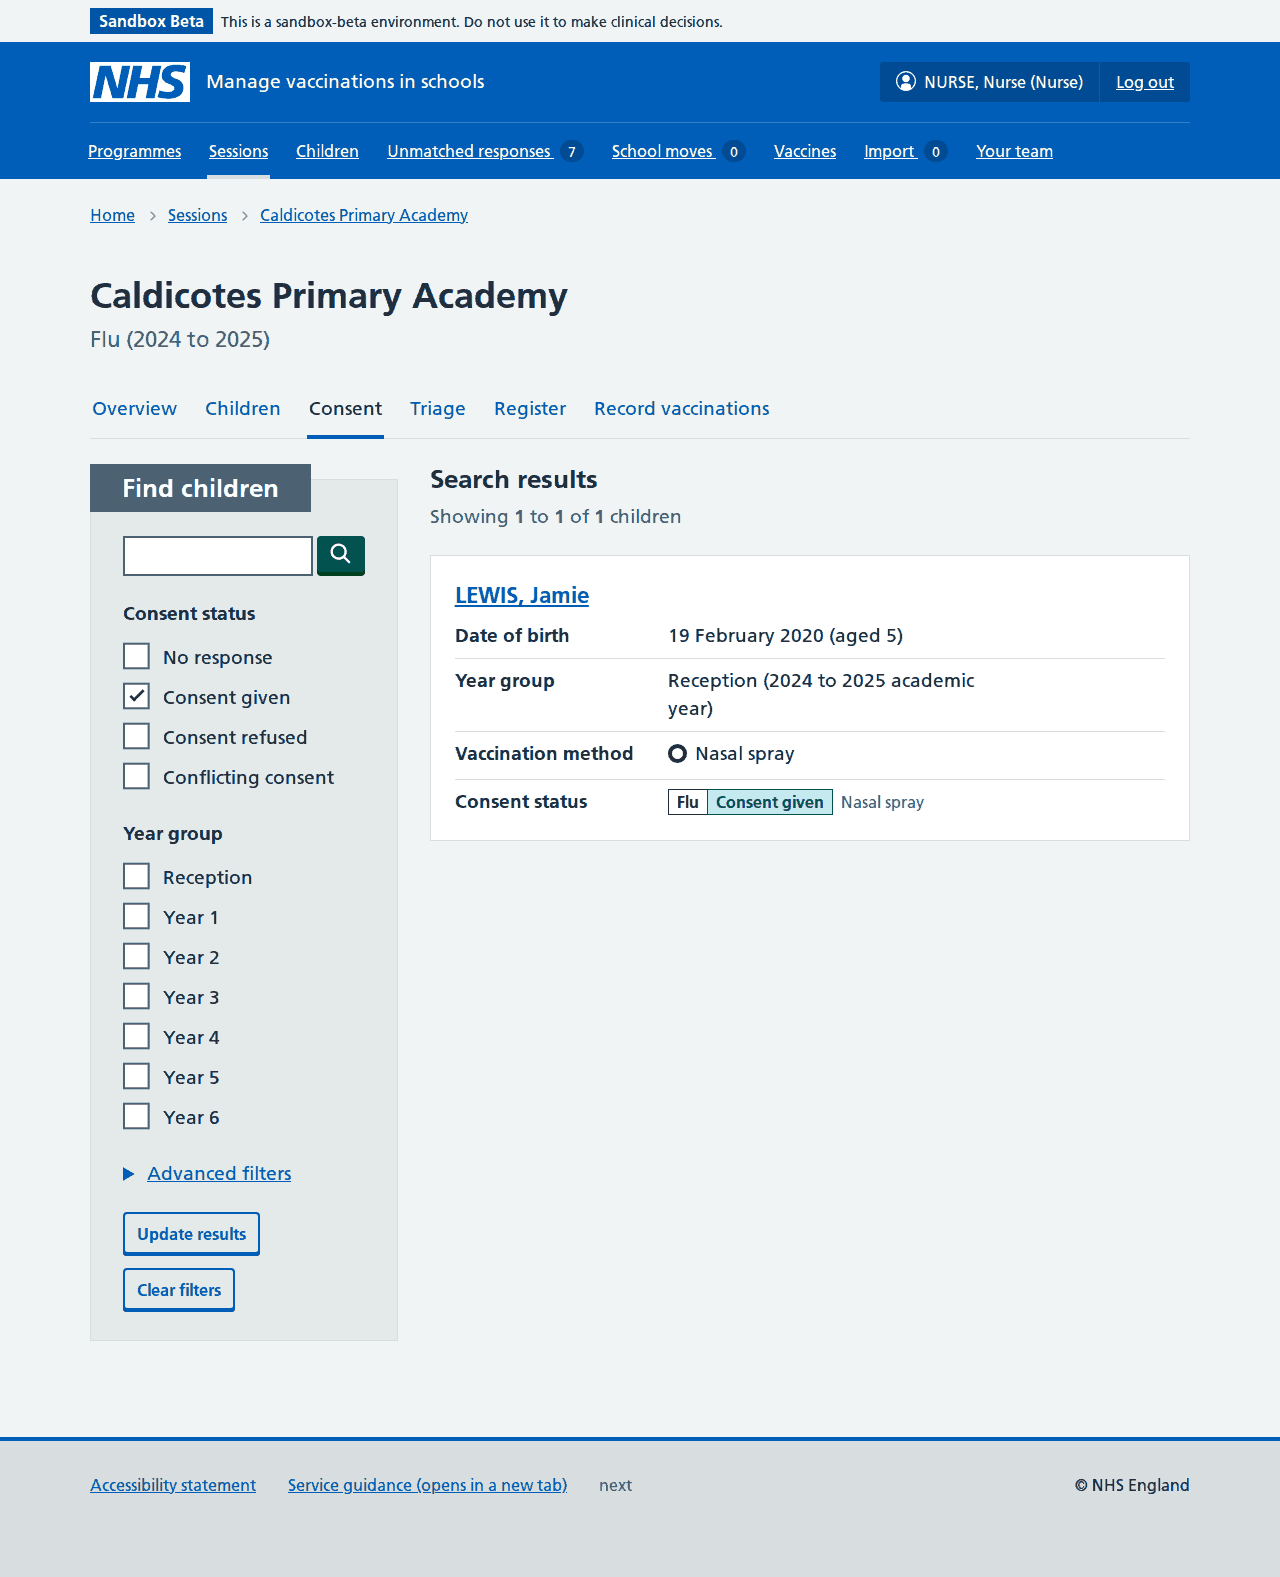 Sandbox Beta This is a sandbox-beta environment. Do not use it to make clinical decisions.
NHS Manage vaccinations in schools NURSE, Nurse (Nurse) Log out
Programmes Sessions Children Unmatched responses 7 School moves 0 Vaccines Import 0 Your team
Home Sessions Caldicotes Primary Academy
Caldicotes Primary Academy
Flu (2024 to 2025)
Overview Children Consent Triage Register Record vaccinations
Find children
Consent status
No response
Consent given
Consent refused
Conflicting consent
Year group
Reception
Year 1
Year 2
Year 3
Year 4
Year 5
Year 6
Advanced filters
Update results
Clear filters
Search results
Showing 1 to 1 of 1 children
LEWIS, Jamie
Date of birth 19 February 2020 (aged 5)
Year group Reception (2024 to 2025 academic
year)
Vaccination method Nasal spray
Consent status Flu Consent given Nasal spray
Accessibility statement Service guidance (opens in a new tab) next © NHS England